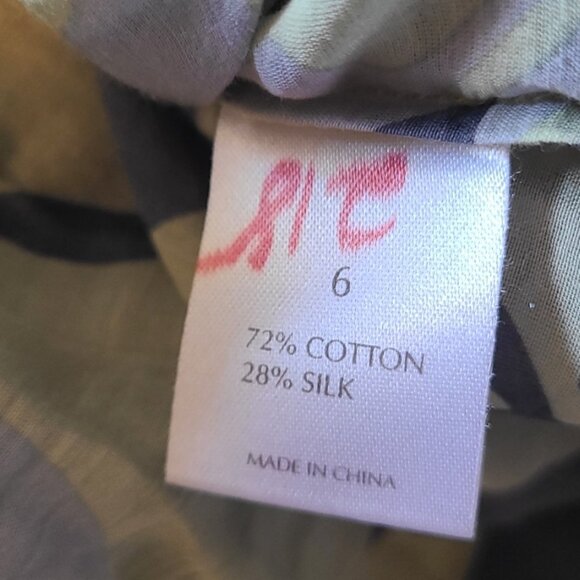 6
72% COTTON
28% SILK
MADE IN CHINA